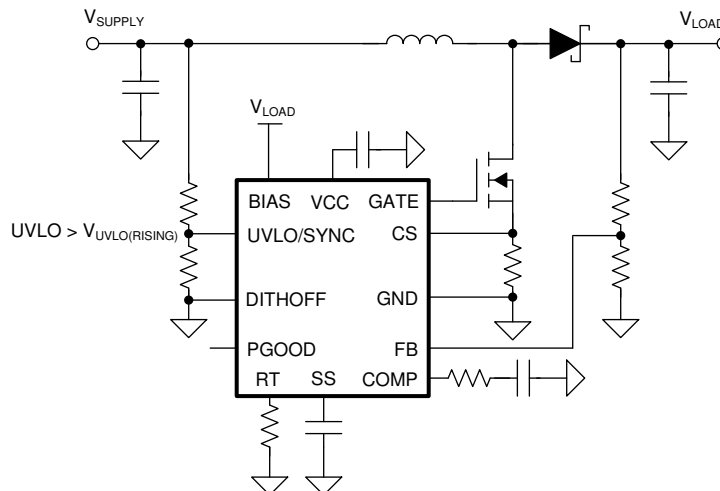 VSUPPLY
VLOAD
VLOAD
BIAS
VCC
GATE
UVLO > VUVLO(RISING)
UVLO/SYNC
CS
DITHOFF
GND
PGOOD
FB
RT
SS
COMP